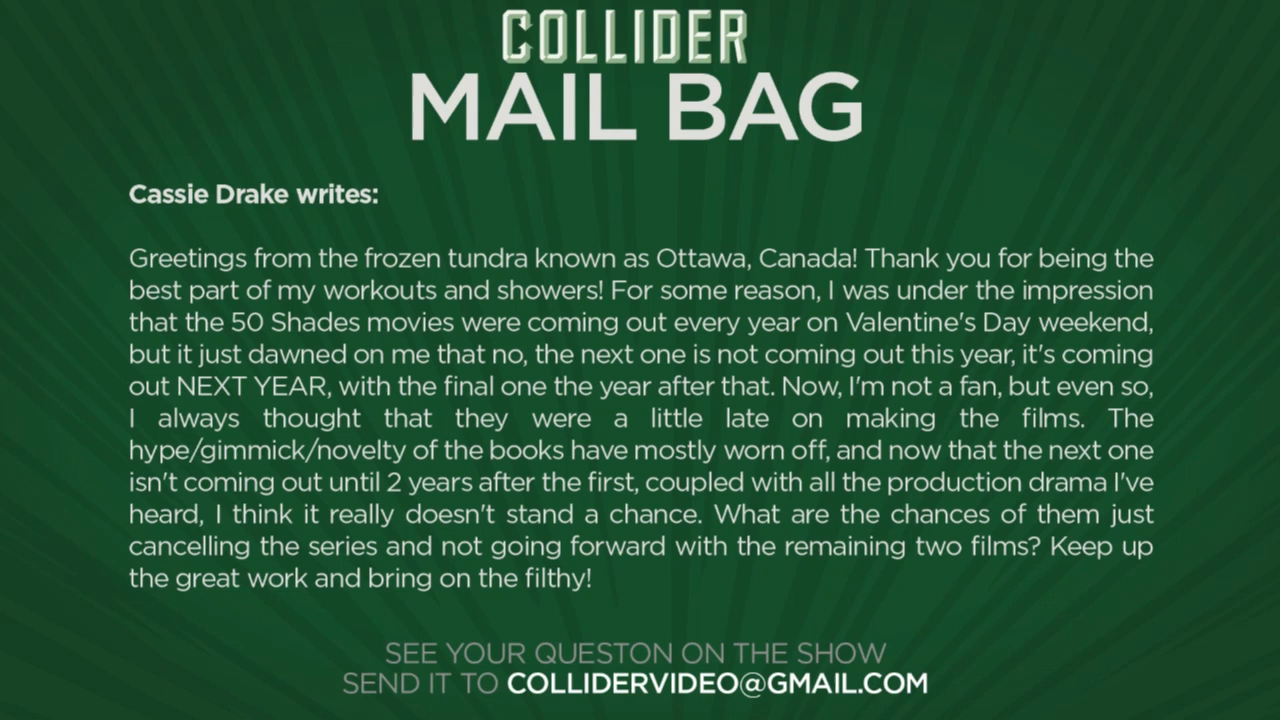 COLLIDER
MAIL BAG
Cassie Drake writes:
Greetings from the frozen tundra known as Ottawa, Canada! Thank you for being the
best part of my workouts and showers! For some reason, I was under the impression
that the 50 Shades movies were coming out every year on Valentine's Day weekend,
but it just dawned on me that no, the next one is not coming out this year, it's coming
out NEXT YEAR, with the final one the year after that. Now, I'm not a fan, but even so,
I always thought that they were a little late on making the films. The
hype/gimmick/novelty of the books have mostly worn off, and now that the next one
isn't coming out until 2 years after the first, coupled with all the production drama I've
heard, I think it really doesn't stand a chance. What are the chances of them just
cancelling the series and not going forward with the remaining two films? Keep up
the great work and bring on the filthy!
SEE YOUR QUESTON ON THE SHOW
SEND IT TO COLLIDERVIDEO@GMAIL.COM